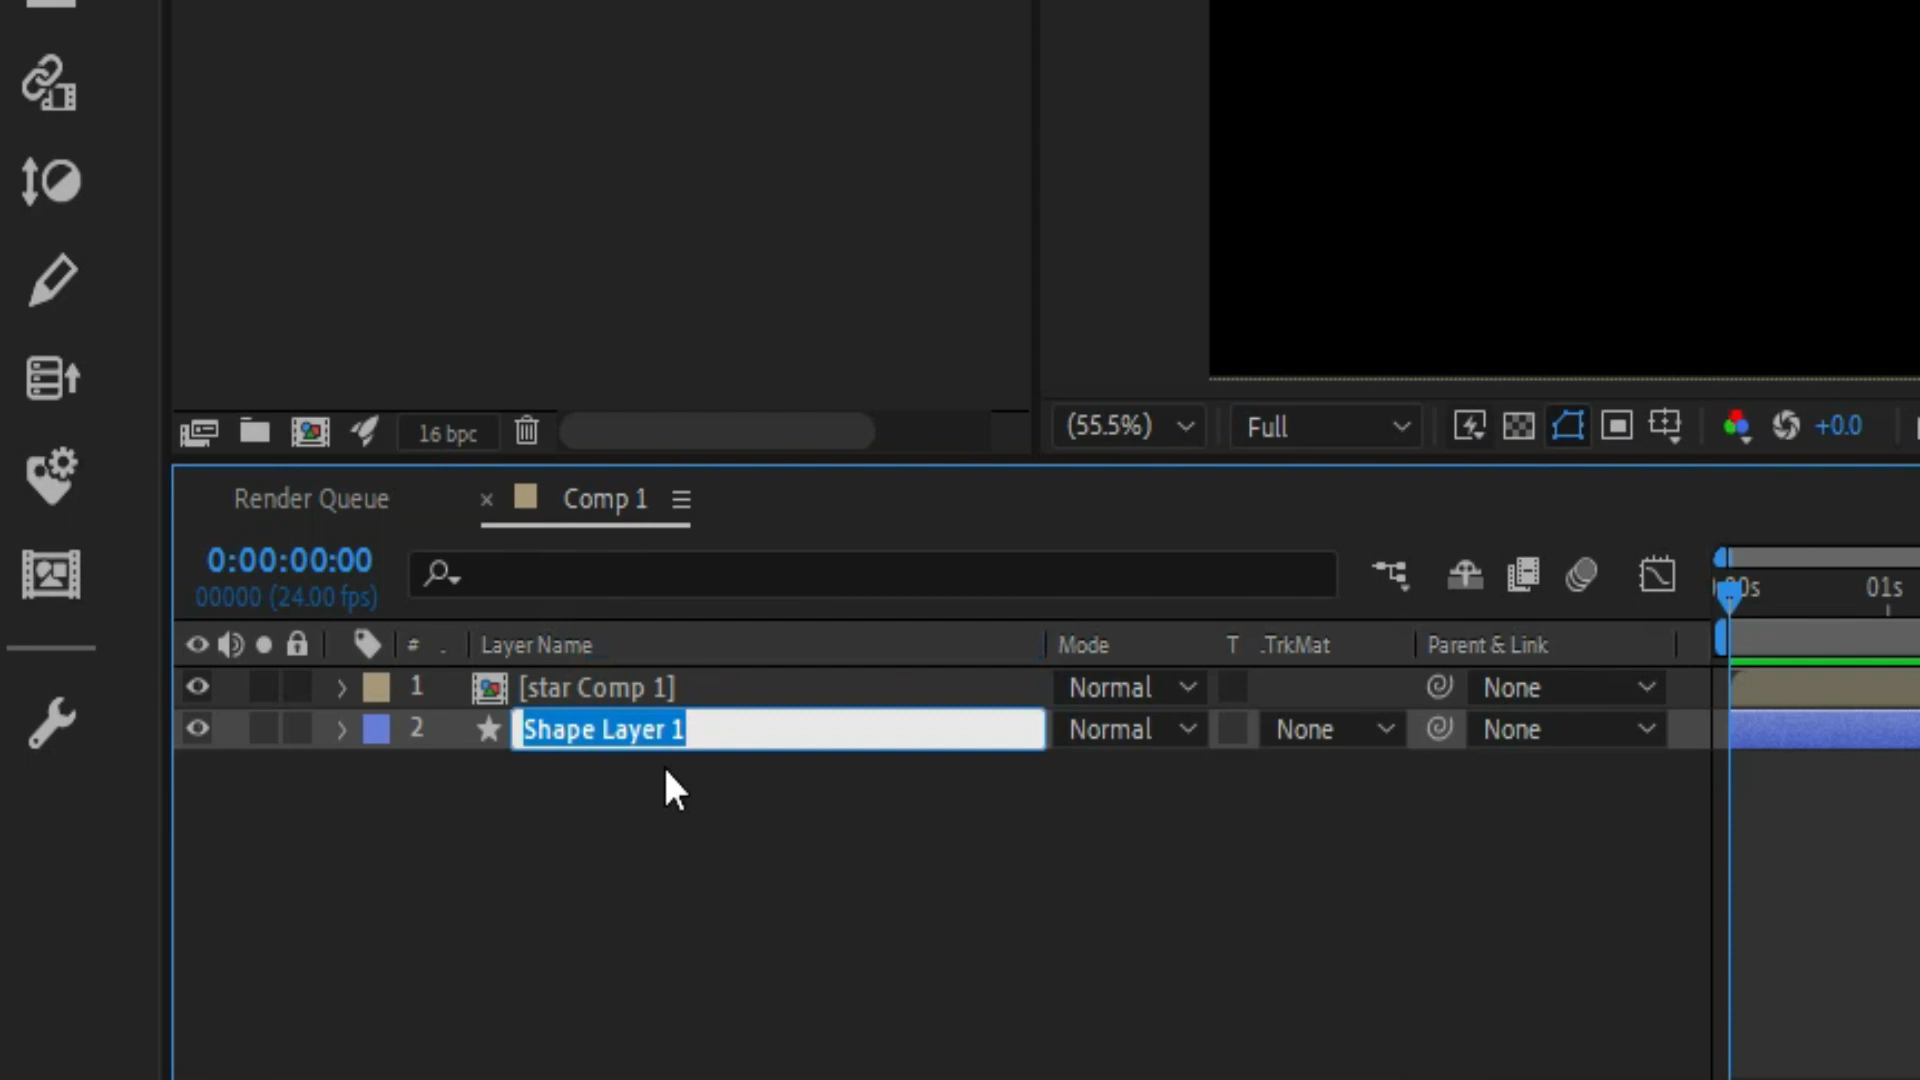 16 bpc
(55.5%) Full +0.0
Render Queue × Comp 1
0:00:00:00
00000 (24.00 fps)
01s
# . Layer Name Mode T .TrkMat Parent & Link
1 [star Comp 1] Normal None
2 Shape Layer 1 Normal None None